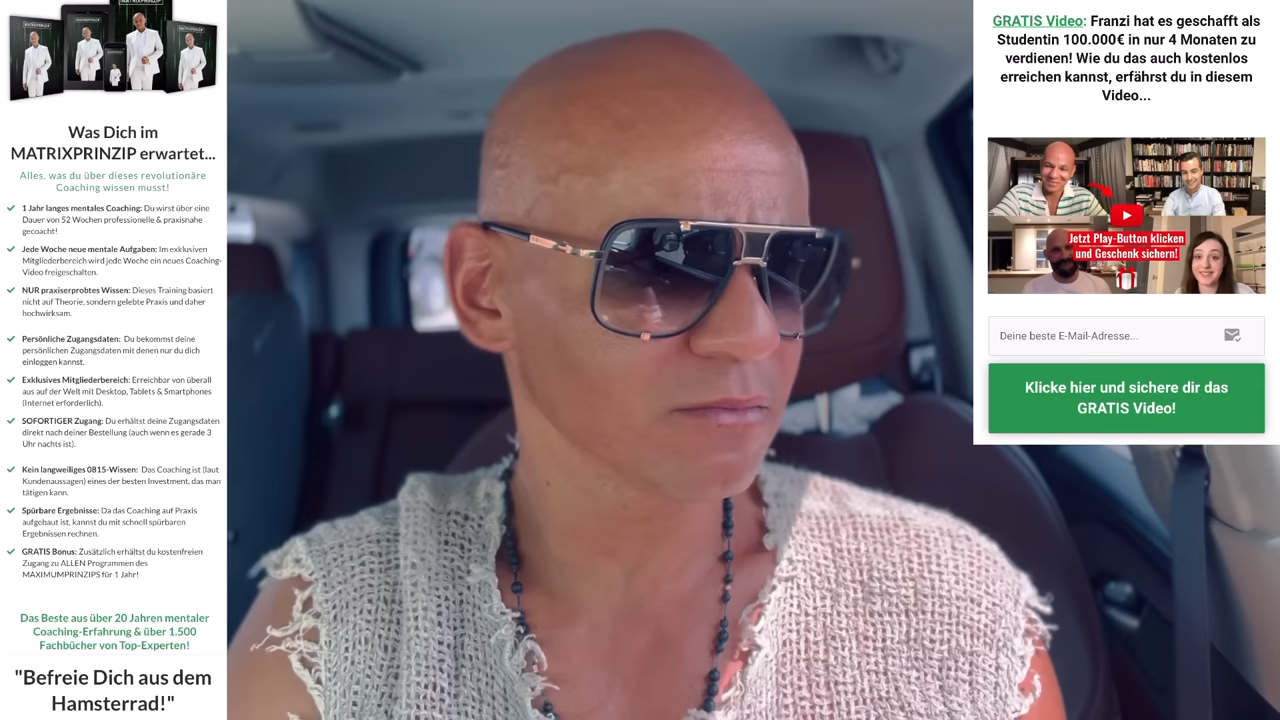 MATRIXPRINZIP
MATRIXPRINZIP
Was Dich im
MATRIXPRINZIP erwartet...
Alles, was du über dieses revolutionäre
Coaching wissen musst!
1 Jahr langes mentales Coaching: Du wirst über eine
Dauer von 52 Wochen professionelle & praxisnahe
gecoacht!
Jede Woche neue mentale Aufgaben: Im exklusiven
Mitgliederbereich wird jede Woche ein neues Coaching-
Video freigeschalten.
NUR praxiserprobtes Wissen: Dieses Training basiert
nicht auf Theorie, sondern gelebte Praxis und daher
hochwirksam.
Persönliche Zugangsdaten: Du bekommst deine
persönlichen Zugangsdaten mit denen nur du dich
einloggen kannst.
Exklusives Mitgliederbereich: Erreichbar von überall
aus auf der Welt mit Desktop, Tablets & Smartphones
(Internet erforderlich).
SOFORTIGER Zugang: Du erhältst deine Zugangsdaten
direkt nach deiner Bestellung (auch wenn es gerade 3
Uhr nachts ist).
Kein langweiliges 0815-Wissen: Das Coaching ist (laut
Kundenaussagen) eines der besten Investment, das man
tätigen kann.
Spürbare Ergebnisse: Da das Coaching auf Praxis
aufgebaut ist, kannst du mit schnell spürbaren
Ergebnissen rechnen.
GRATIS Bonus: Zusätzlich erhältst du kostenfreien
Zugang zu ALLEN Programmen des
MAXIMUMPRINZIPS für 1 Jahr!
Das Beste aus über 20 Jahren mentaler
Coaching-Erfahrung & über 1.500
Fachbücher von Top-Experten!
"Befreie Dich aus dem
Hamsterrad!"
GRATIS Video: Franzi hat es geschafft als
Studentin 100.000€ in nur 4 Monaten zu
verdienen! Wie du das auch kostenlos
erreichen kannst, erfährst du in diesem
Video...
Jetzt Play-Button klicken
und Geschenk sichern!
Deine beste E-Mail-Adresse...
Klicke hier und sichere dir das
GRATIS Video!